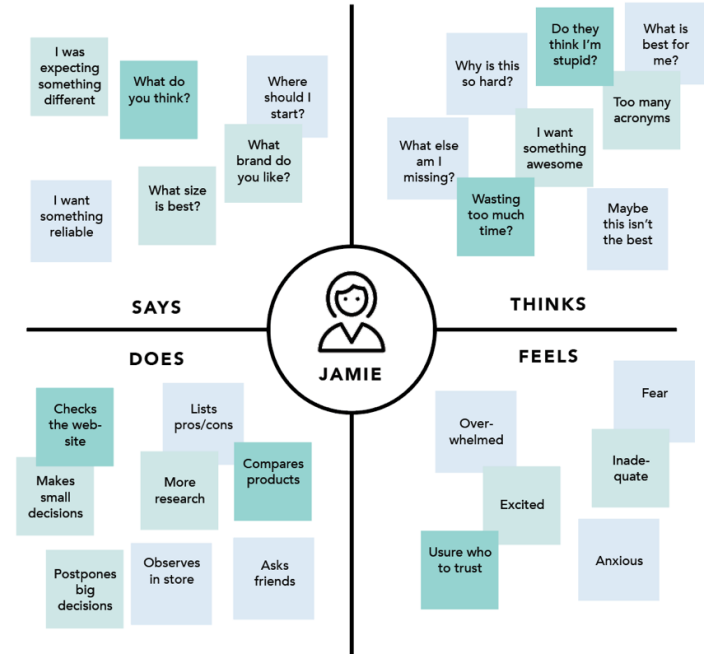 I was
expecting
something
different
What do
you think?
Where
should I
start?
What
brand do
you like?
What size
is best?
I want
something
reliable
SAYS
Do they
think I'm
stupid?
What is
best for
me?
Why is this
so hard?
Too many
acronyms
I want
something
awesome
What else
am I
missing?
Wasting
too much
time?
Maybe
this isn't
the best
THINKS
JAMIE
DOES
Checks
the web-
site
Lists
pros/cons
Makes
small
decisions
More
research
Compares
products
Postpones
big
decisions
Observes
in store
Asks
friends
FEELS
Fear
Over-
whelmed
Inade-
quate
Excited
Usure who
to trust
Anxious